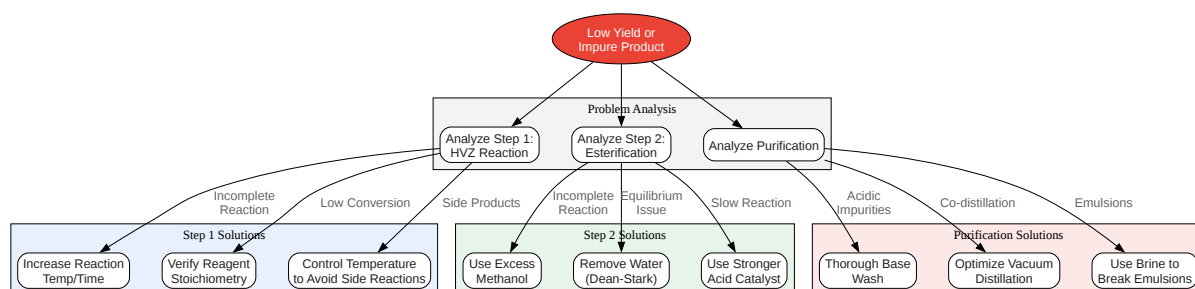 Low Yield or
Impure Product
Problem Analysis
Analyze Step 1:
HVZ Reaction
Analyze Step 2:
Esterification
Analyze Purification
Incomplete
Reaction
Low Conversion
Side Products
Incomplete
Reaction
Equilibrium
Issue
Slow Reaction
Acidic
Impurities
Co-distillation
Emulsions
Step 1 Solutions
Increase Reaction
Temp/Time
Verify Reagent
Stoichiometry
Control Temperature
to Avoid Side Reactions
Step 2 Solutions
Use Excess
Methanol
Remove Water
(Dean-Stark)
Use Stronger
Acid Catalyst
Purification Solutions
Thorough Base
Wash
Optimize Vacuum
Distillation
Use Brine to
Break Emulsions